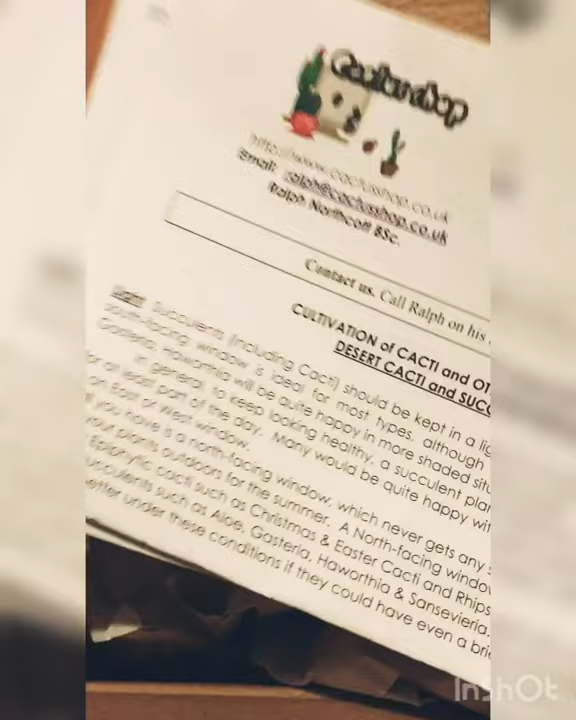 Cactusshop
http://www.cactusshop.co.uk
Email: ralph@cactusshop.co.uk
Ralph Northcott BSc.
Contact us. Call Ralph on his
CULTIVATION of CACTI and OT
DESERT CACTI and SUCC
Light Succulents (including Cacti) should be kept in a lig
south-facing window is ideal for most types, although
Gasteria, Haworthia will be quite happy in more shaded situ
In general, to keep looking healthy, a succulent plan
for at least part of the day. Many would be quite happy wit
an East or West window.
If you have is a north-facing window, which never gets any s
your plants outdoors for the summer. A North-facing window
Epiphytic cacti such as Christmas & Easter Cacti and Rhips
succulents such as Aloe, Gasteria, Haworthia & Sansevieria.
etter under these conditions if they could have even a brie
InShOt